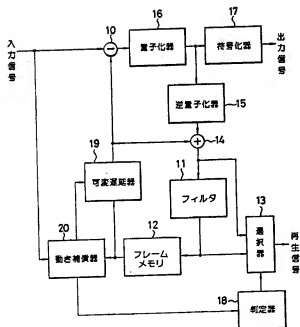 入力信号
10
16
量子化器
17
符号化器
出力信号
逆量子化器
15
14
19
可変遅延器
11
フィルタ
13
選択器
再生信号
20
動き補償器
12
フレーム
メモリ
18
判定器